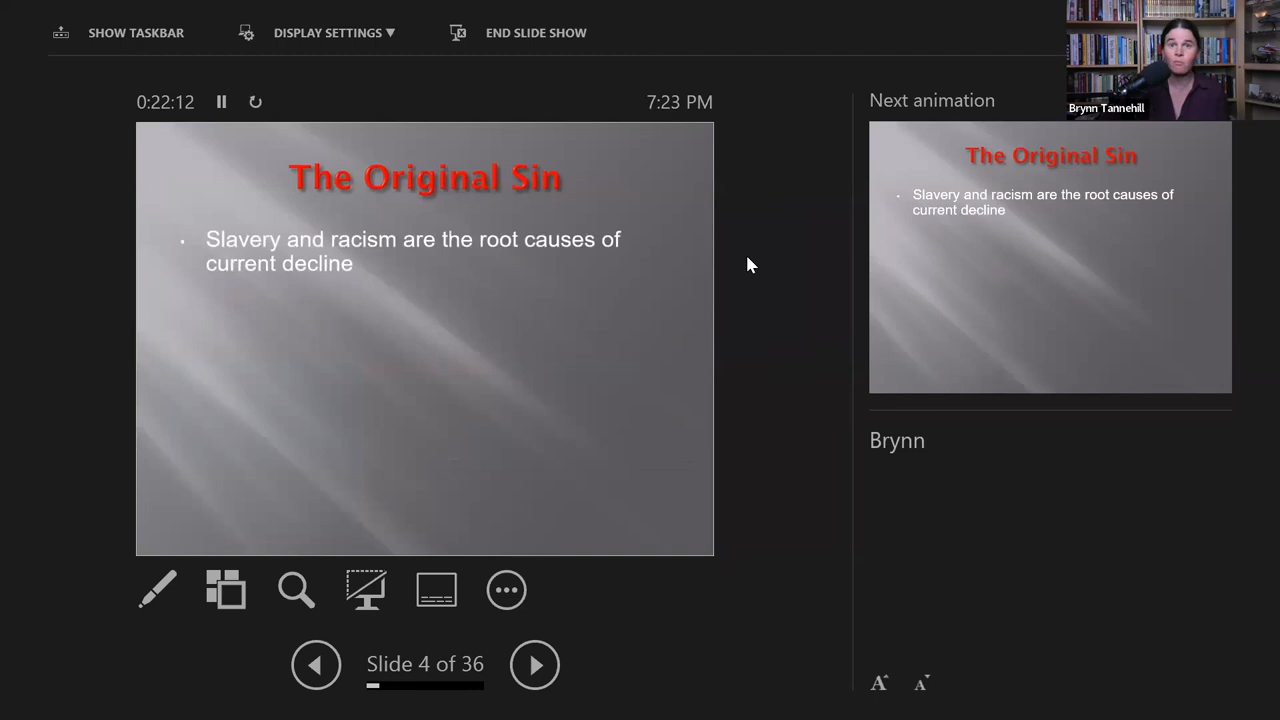 SHOW TASKBAR
DISPLAY SETTINGS ▼
END SLIDE SHOW
Brynn Tannehill
0:22:12
7:23 PM
The Original Sin
· Slavery and racism are the root causes of
current decline
Next animation
The Original Sin
· Slavery and racism are the root causes of
current decline
Brynn
Slide 4 of 36
A A